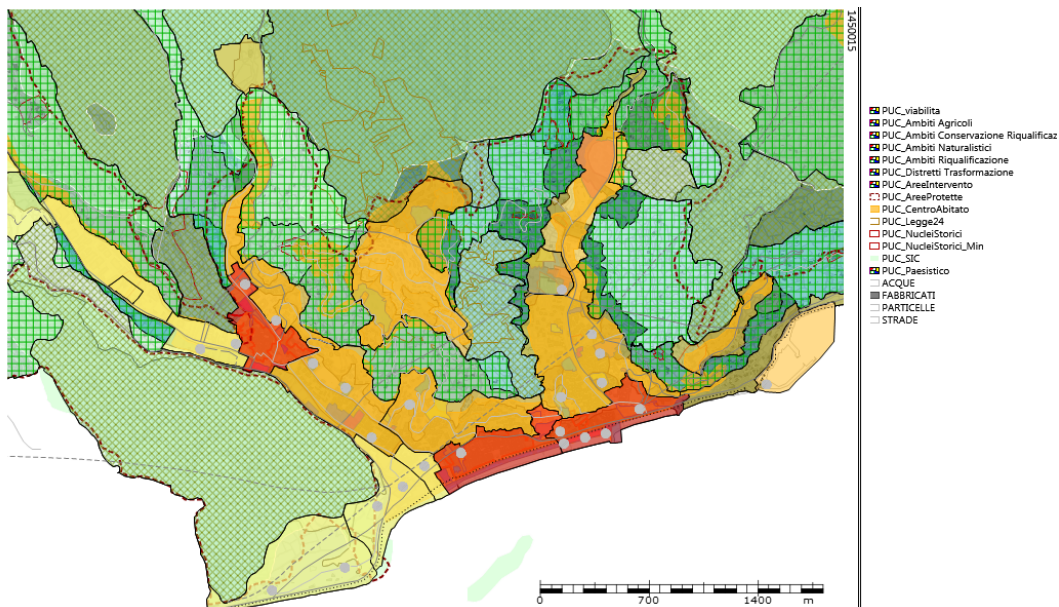 1450015
PUC_viabilita
PUC_Ambiti Agricoli
PUC_Ambiti Conservazione Riqualificaz
PUC_Ambiti Naturalistici
PUC_Ambiti Riqualificazione
PUC_Distretti Trasformazione
PUC_AreeIntervento
PUC_AreeProtette
PUC_CentroAbitato
PUC_Legge24
PUC_NucleiStorici
PUC_NucleiStorici_Min
PUC_SIC
PUC_Paesistico
ACQUE
FABBRICATI
PARTICELLE
STRADE
0 700 1400 m